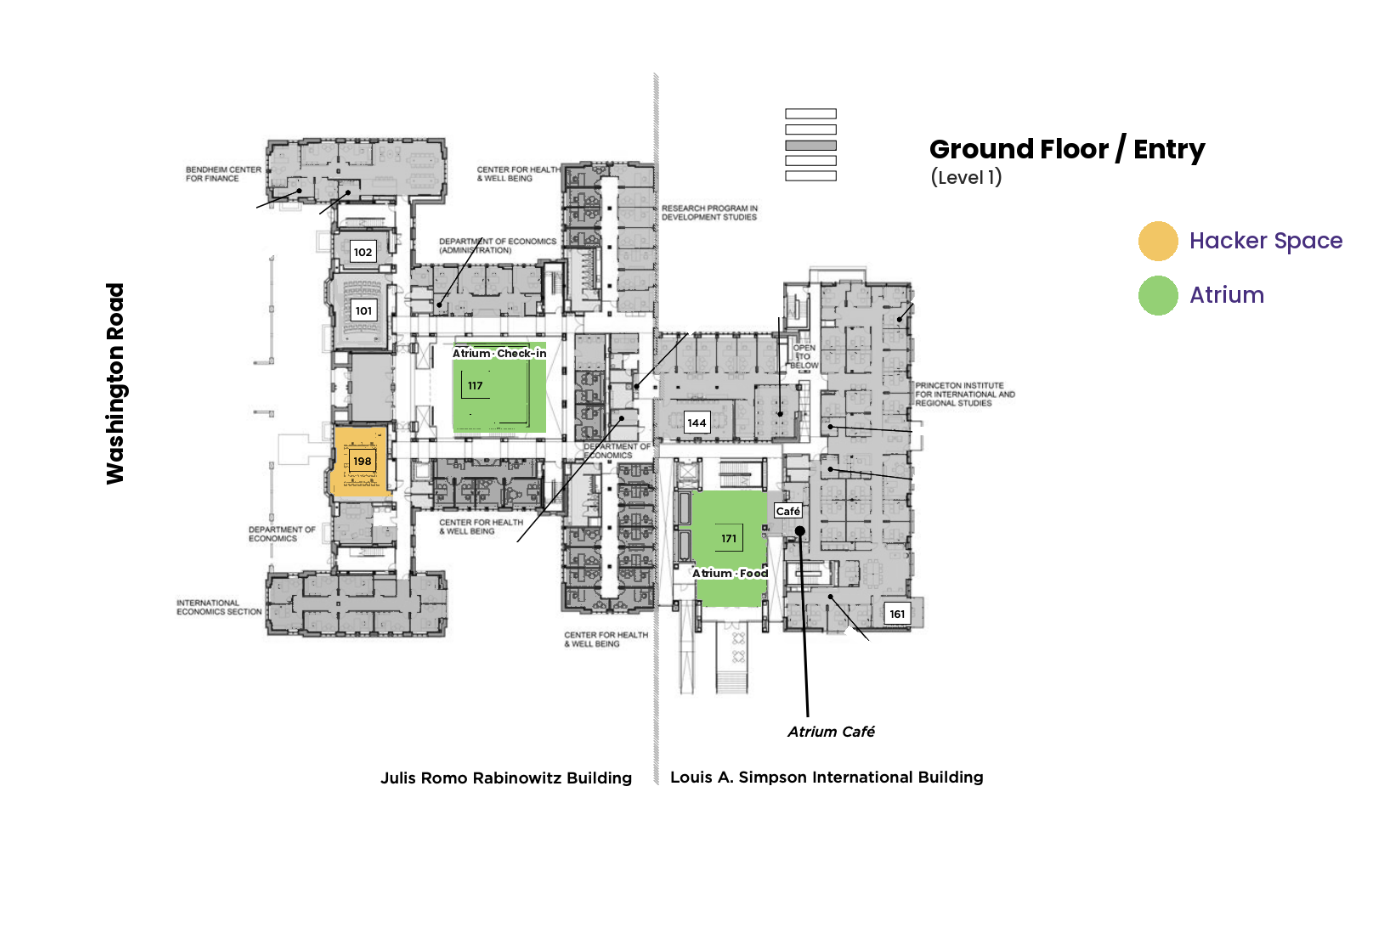 Ground Floor / Entry
(Level 1)
Hacker Space
Atrium
Washington Road
BENDHEIM CENTER
FOR FINANCE
CENTER FOR HEALTH
& WELL BEING
RESEARCH PROGRAM IN
DEVELOPMENT STUDIES
102
DEPARTMENT OF ECONOMICS
(ADMINISTRATION)
101
Atrium · Check-in
117
OPEN
TO
BELOW
PRINCETON INSTITUTE
FOR INTERNATIONAL AND
REGIONAL STUDIES
144
DEPARTMENT OF
ECONOMICS
198
CENTER FOR HEALTH
& WELL BEING
DEPARTMENT OF
ECONOMICS
Café
171
Atrium · Food
INTERNATIONAL
ECONOMICS SECTION
161
CENTER FOR HEALTH
& WELL BEING
Atrium Café
Julis Romo Rabinowitz Building
Louis A. Simpson International Building